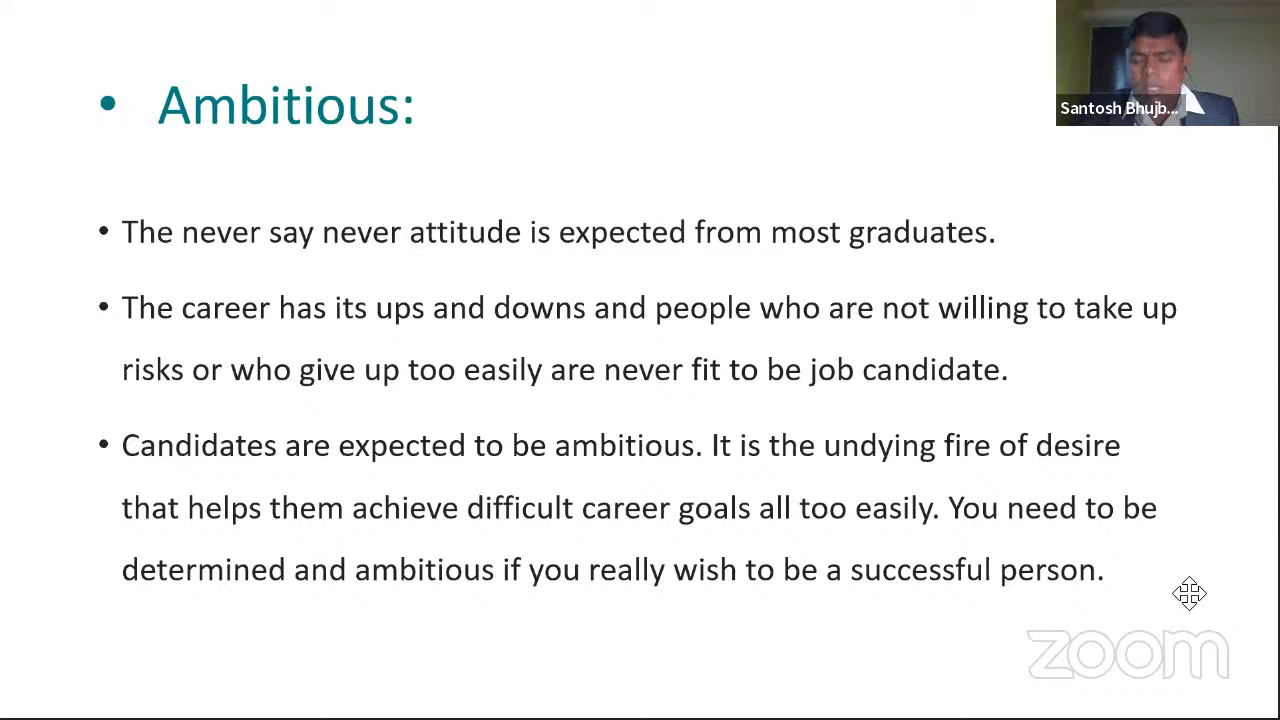 • Ambitious:
Santosh Bhujb...
• The never say never attitude is expected from most graduates.
• The career has its ups and downs and people who are not willing to take up
risks or who give up too easily are never fit to be job candidate.
• Candidates are expected to be ambitious. It is the undying fire of desire
that helps them achieve difficult career goals all too easily. You need to be
determined and ambitious if you really wish to be a successful person.
zoom